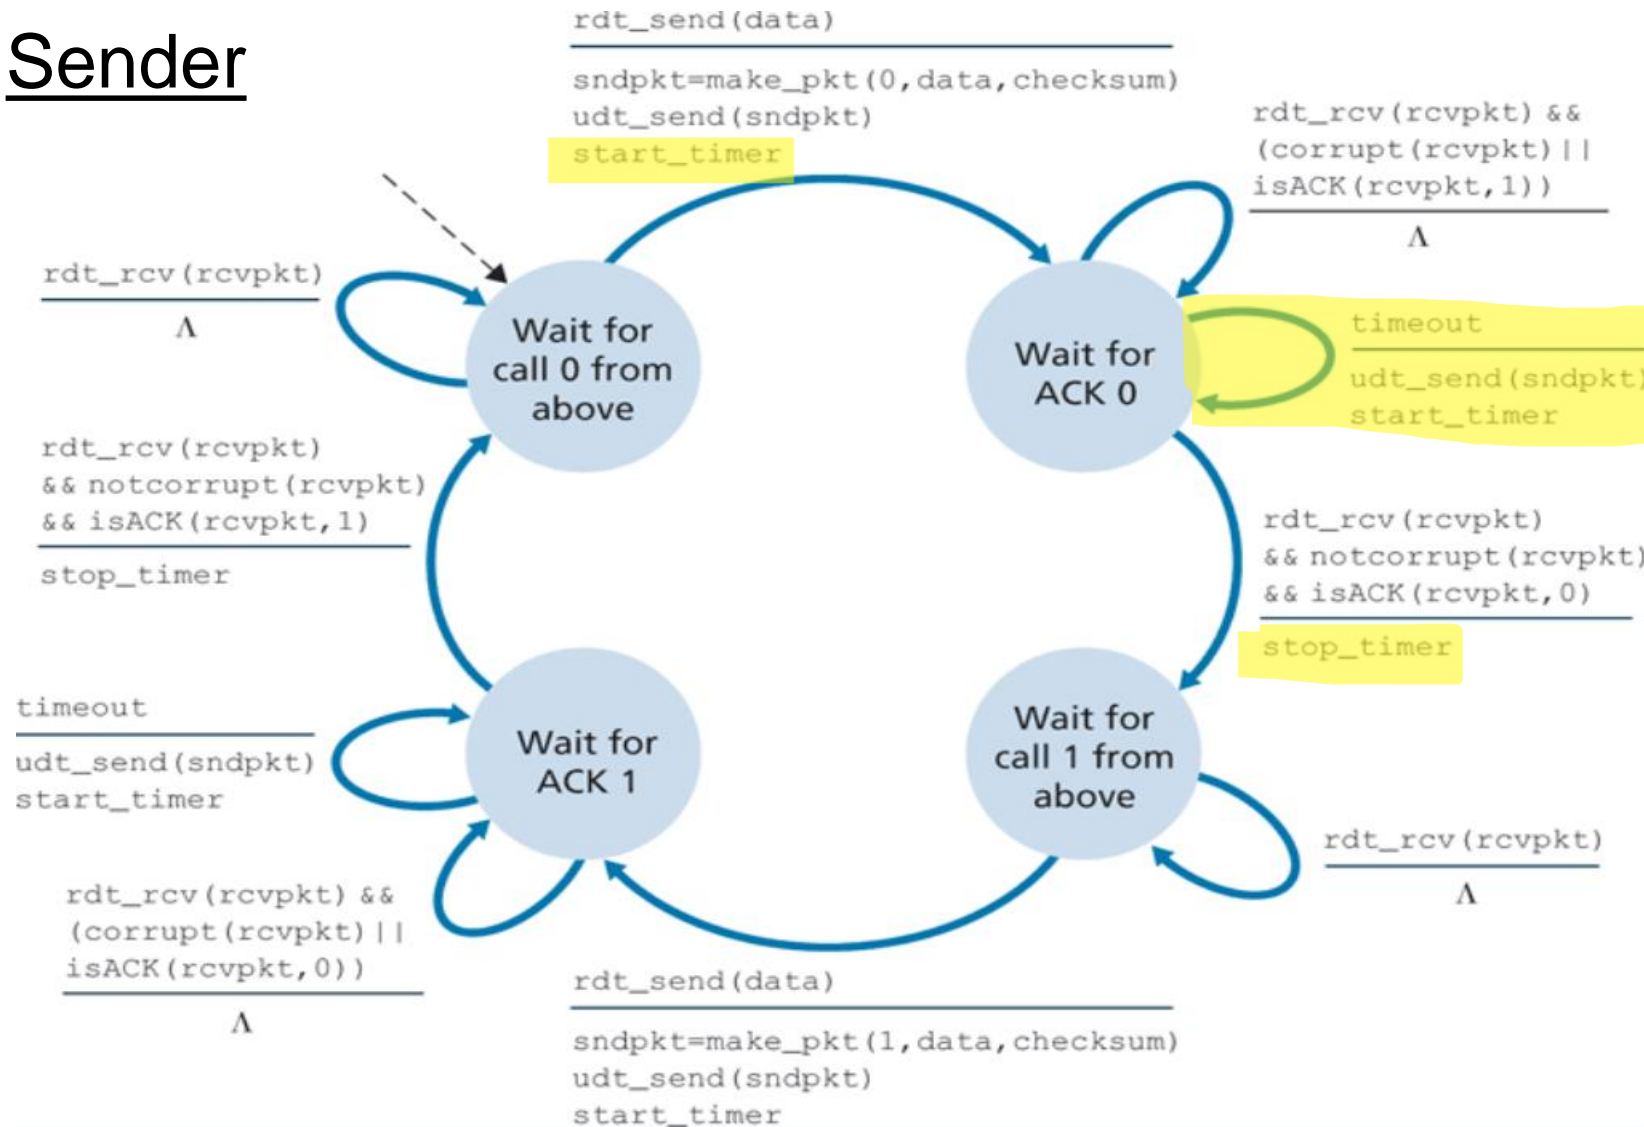 Sender
rdt_send(data)
sndpkt=make_pkt(0,data,checksum)
udt_send(sndpkt)
start_timer
rdt_rcv(rcvpkt) &&
(corrupt(rcvpkt)||
isACK(rcvpkt,1))
Λ
rdt_rcv(rcvpkt)
Λ
Wait for
call 0 from
above
Wait for
ACK 0
timeout
udt_send(sndpkt)
start_timer
rdt_rcv(rcvpkt)
&& notcorrupt(rcvpkt)
&& isACK(rcvpkt,1)
stop_timer
rdt_rcv(rcvpkt)
&& notcorrupt(rcvpkt)
&& isACK(rcvpkt,0)
stop_timer
timeout
udt_send(sndpkt)
start_timer
Wait for
ACK 1
Wait for
call 1 from
above
rdt_rcv(rcvpkt)
Λ
rdt_rcv(rcvpkt) &&
(corrupt(rcvpkt)||
isACK(rcvpkt,0))
Λ
rdt_send(data)
sndpkt=make_pkt(1,data,checksum)
udt_send(sndpkt)
start_timer